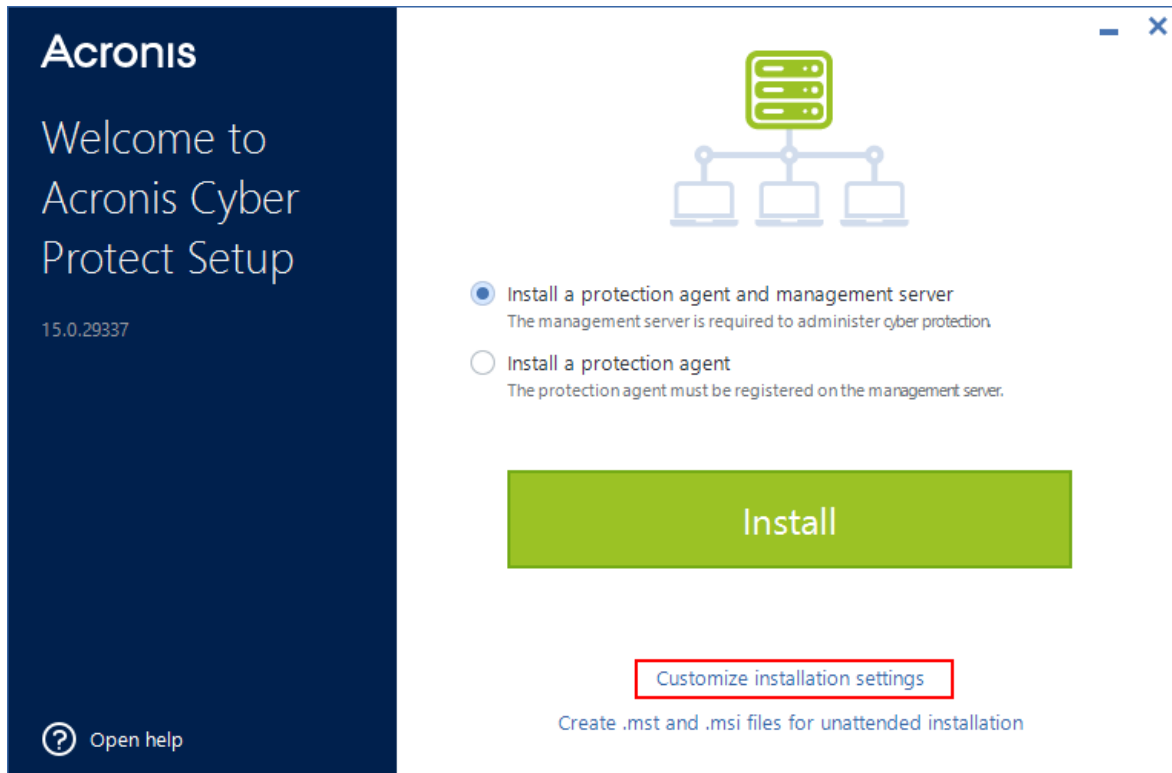 Acronis
Welcome to
Acronis Cyber
Protect Setup
15.0.29337
Install a protection agent and management server
The management server is required to administer cyber protection.
Install a protection agent
The protection agent must be registered on the management server.
Install
Customize installation settings
Create .mst and .msi files for unattended installation
? Open help